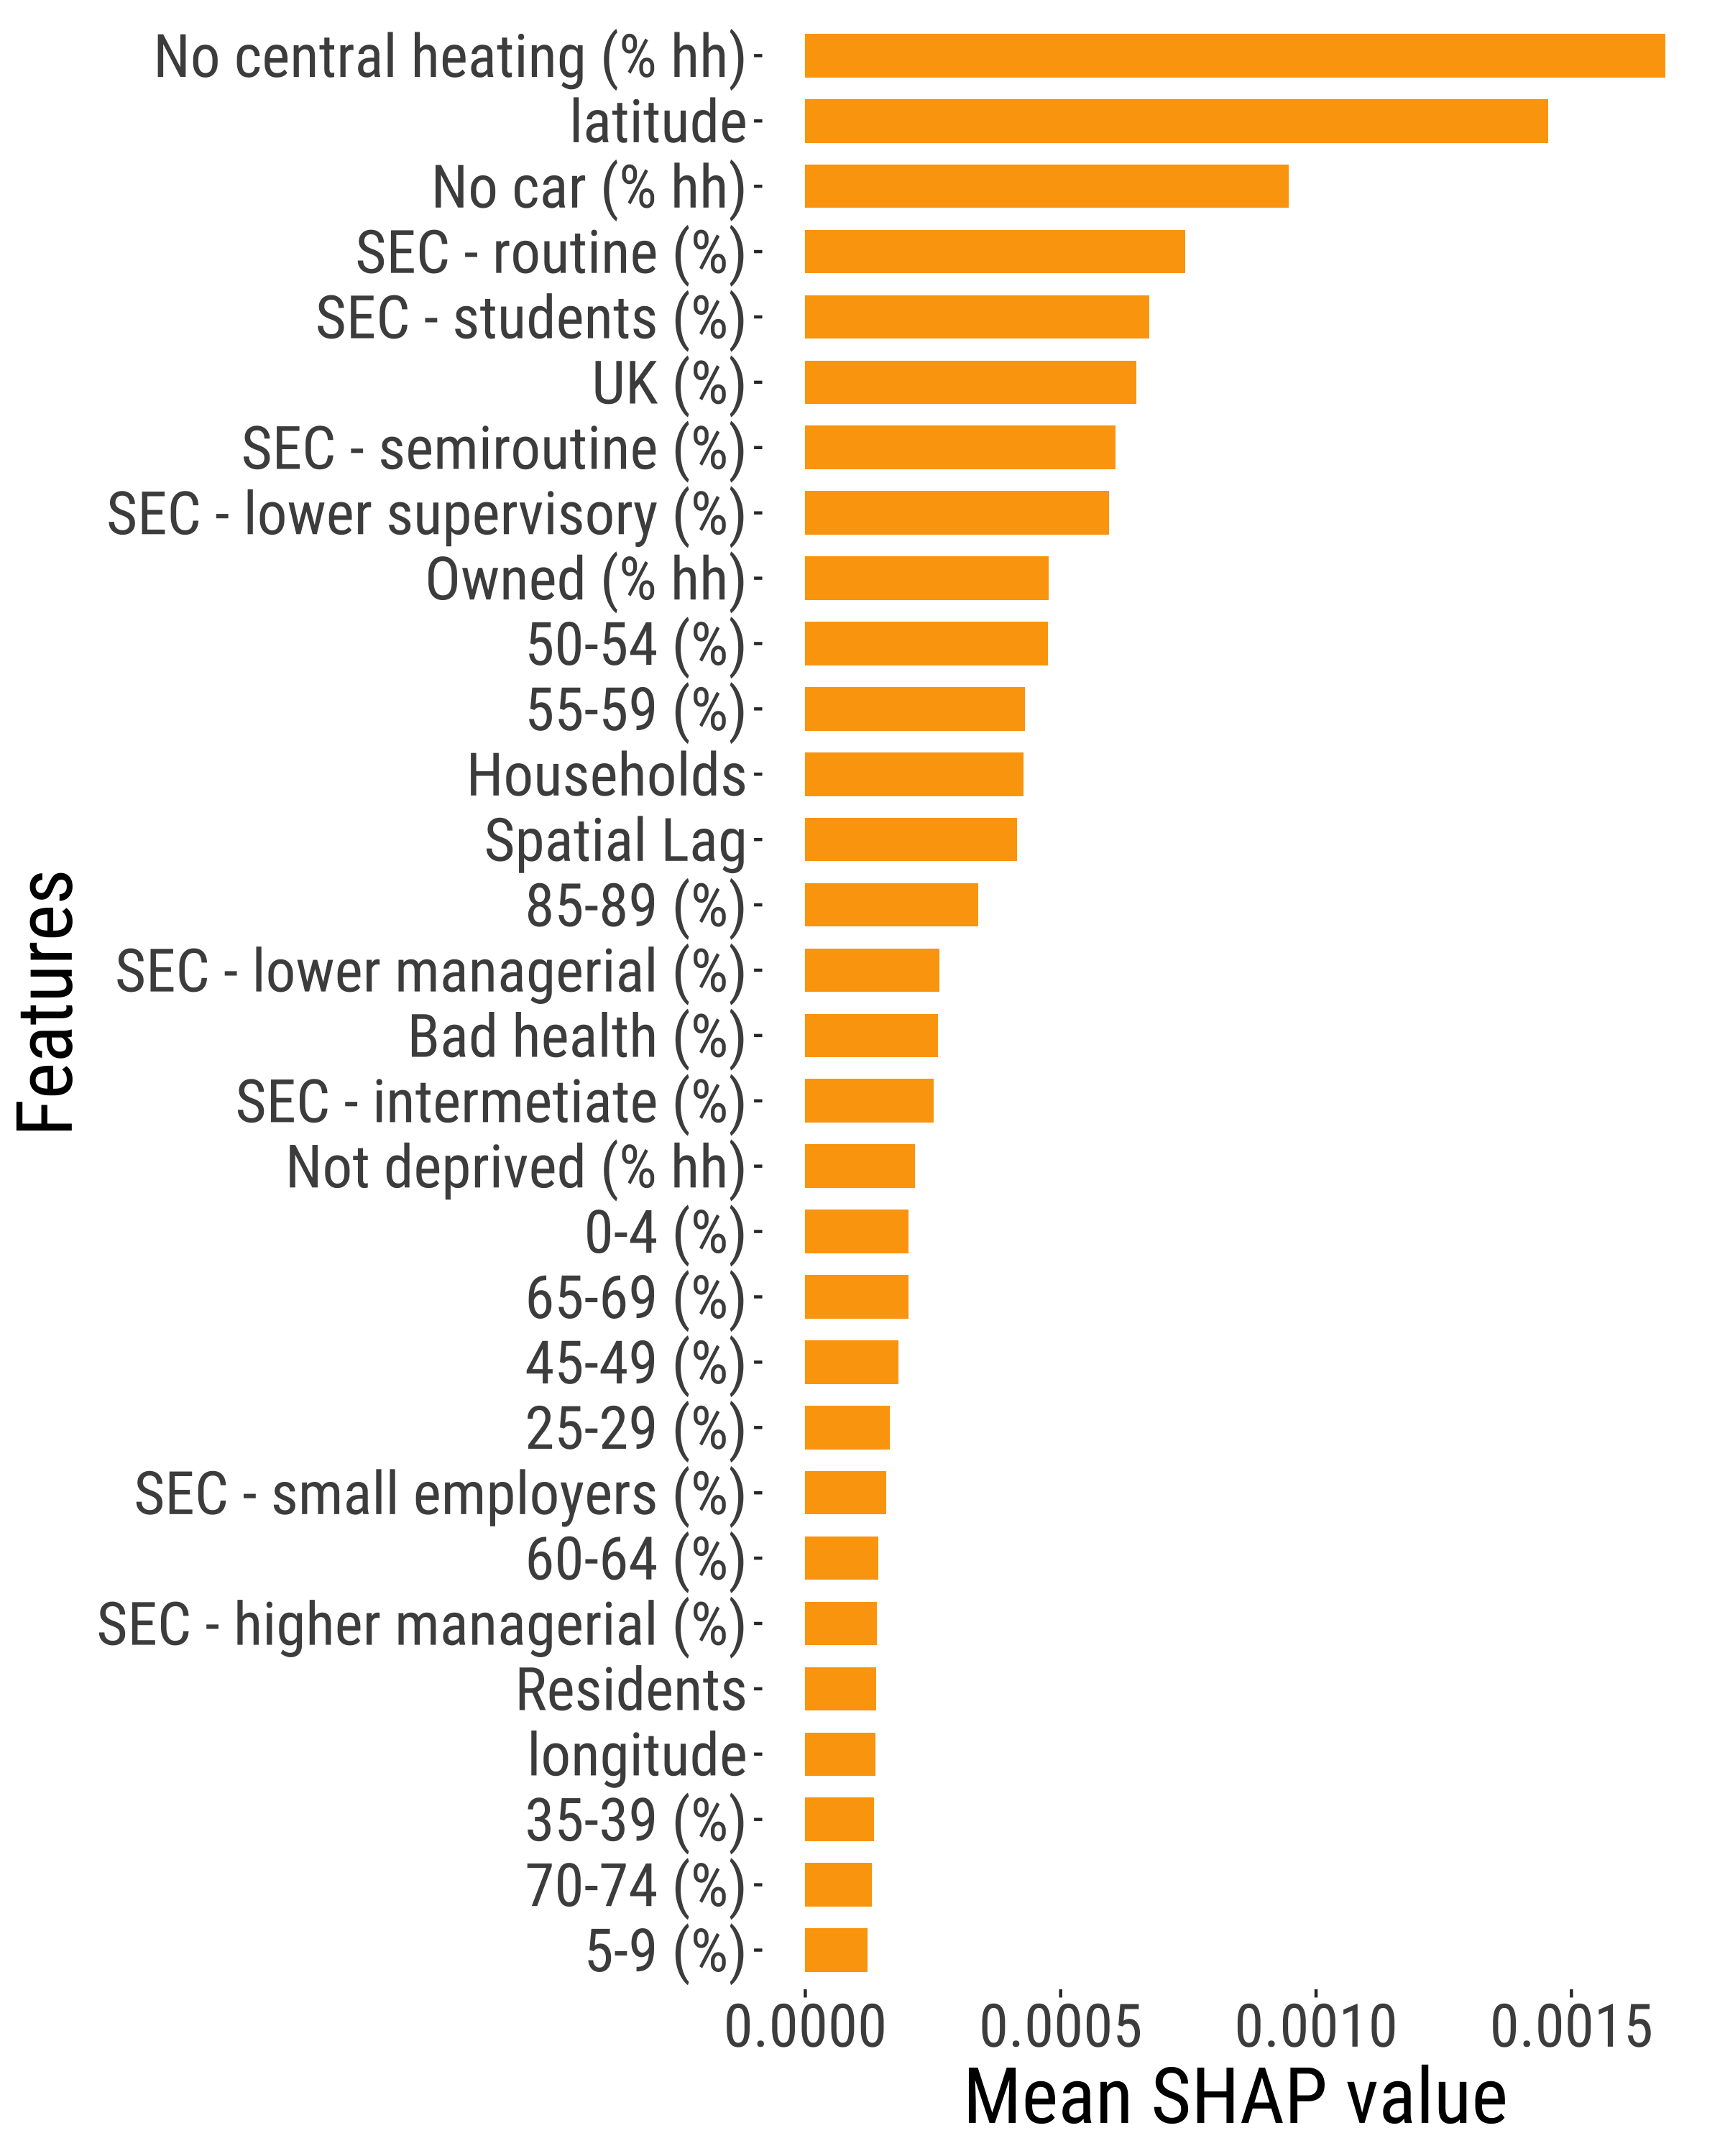 No central heating (% hh)
latitude
No car (% hh)
SEC - routine (%)
SEC - students (%)
UK (%)
SEC - semiroutine (%)
SEC - lower supervisory (%)
Owned (% hh)
50-54 (%)
55-59 (%)
Households
Spatial Lag
85-89 (%)
SEC - lower managerial (%)
Bad health (%)
SEC - intermetiate (%)
Not deprived (% hh)
0-4 (%)
65-69 (%)
45-49 (%)
25-29 (%)
SEC - small employers (%)
60-64 (%)
SEC - higher managerial (%)
Residents
longitude
35-39 (%)
70-74 (%)
5-9 (%)
Features
0.0000 0.0005 0.0010 0.0015
Mean SHAP value